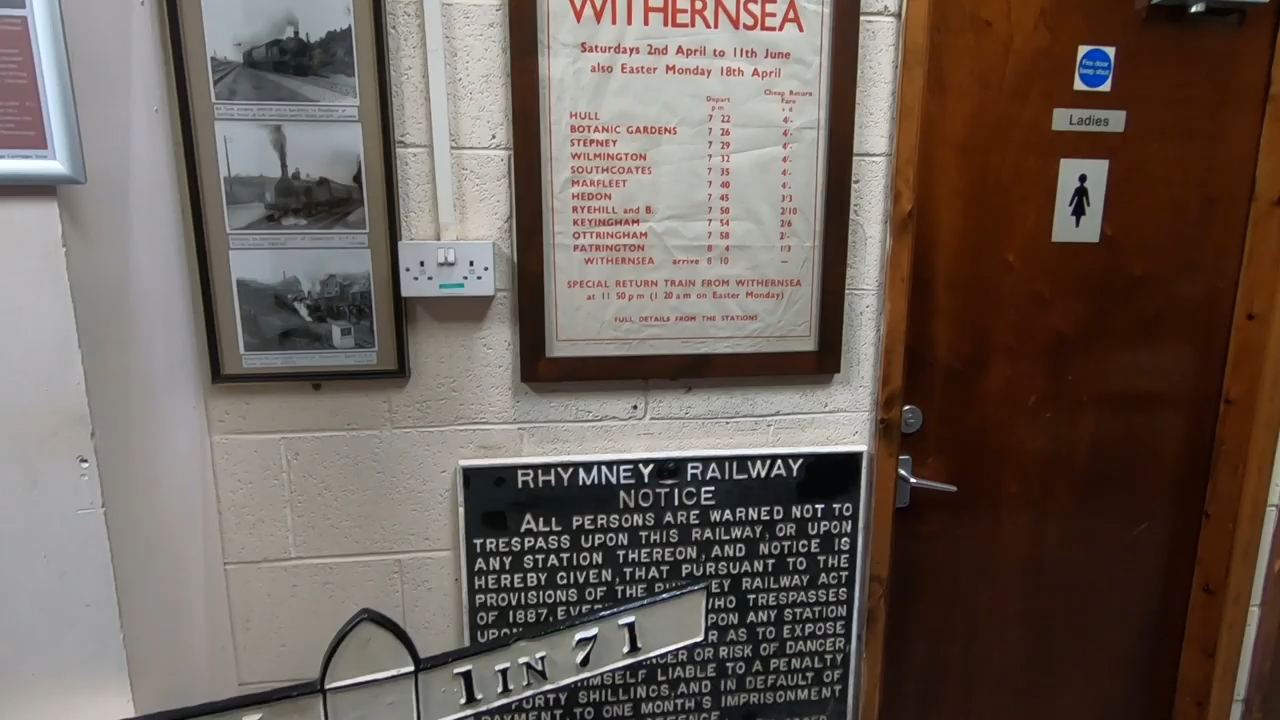 WITHERNSEA
Saturdays 2nd April to 11th June
also Easter Monday 18th April
Depart Cheap Return
Fare
p m s d
HULL 7 22 4/-
BOTANIC GARDENS 7 26 4/-
STEPNEY 7 29 4/-
WILMINGTON 7 32 4/-
SOUTHCOATES 7 35 4/-
MARFLEET 7 40 4/-
HEDON 7 45 3/3
RYEHILL and B. 7 50 2/10
KEYINGHAM 7 54 2/6
OTTRINGHAM 7 58 2/-
PATRINGTON 8 4 1/3
WITHERNSEA arrive 8 10 —
SPECIAL RETURN TRAIN FROM WITHERNSEA
at 11 50 pm (1 20 am on Easter Monday)
FULL DETAILS FROM THE STATIONS
Fire door
keep shut
Ladies
RHYMNEY RAILWAY
NOTICE
ALL PERSONS ARE WARNED NOT TO
TRESPASS UPON THIS RAILWAY, OR UPON
ANY STATION THEREON, AND NOTICE IS
HEREBY GIVEN, THAT PURSUANT TO THE
PROVISIONS OF THE RHYMNEY RAILWAY ACT
OF 1887, EVERY WHO TRESPASSES
UPON UPON ANY STATION
AS TO EXPOSE
OR RISK OF DANCER,
HIMSELF LIABLE TO A PENALTY
FORTY SHILLINGS, AND IN DEFAULT OF
PAYMENT, TO ONE MONTH'S IMPRISONMENT
OFFENCE
1 IN 71